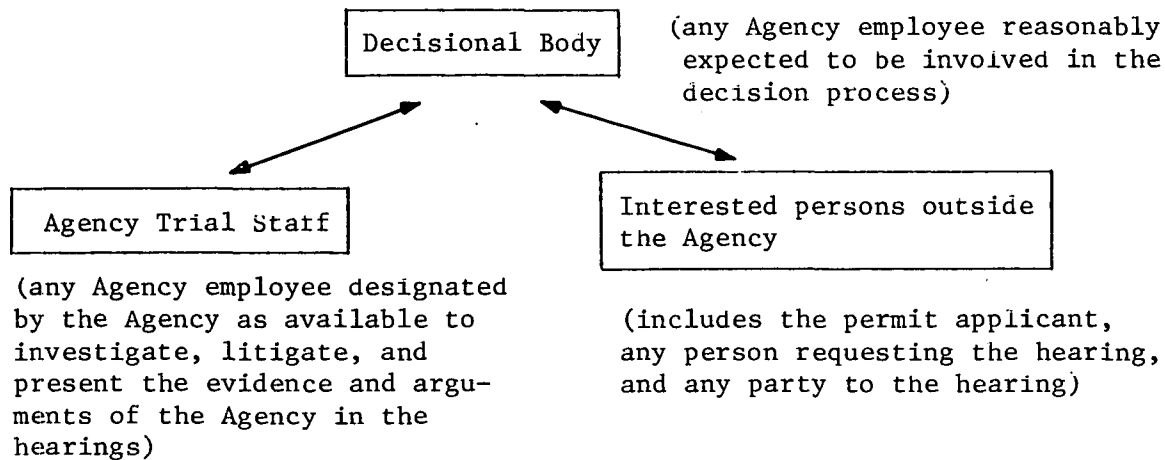 Decisional Body
(any Agency employee reasonably
expected to be involved in the
decision process)
Agency Trial Staff
(any Agency employee designated
by the Agency as available to
investigate, litigate, and
present the evidence and argu-
ments of the Agency in the
hearings)
Interested persons outside
the Agency
(includes the permit applicant,
any person requesting the hearing,
and any party to the hearing)